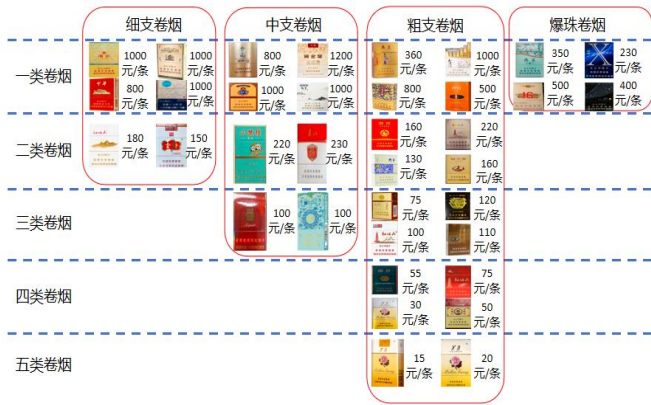 细支卷烟 中支卷烟 粗支卷烟 爆珠卷烟
一类卷烟
1000
元/条
1000
元/条
800
元/条
1000
元/条
800
元/条
1200
元/条
1000
元/条
1000
元/条
360
元/条
1000
元/条
800
元/条
500
元/条
350
元/条
230
元/条
500
元/条
400
元/条
二类卷烟
180
元/条
150
元/条
220
元/条
230
元/条
160
元/条
220
元/条
130
元/条
160
元/条
三类卷烟
100
元/条
100
元/条
75
元/条
120
元/条
100
元/条
110
元/条
四类卷烟
55
元/条
75
元/条
30
元/条
50
元/条
五类卷烟
15
元/条
20
元/条